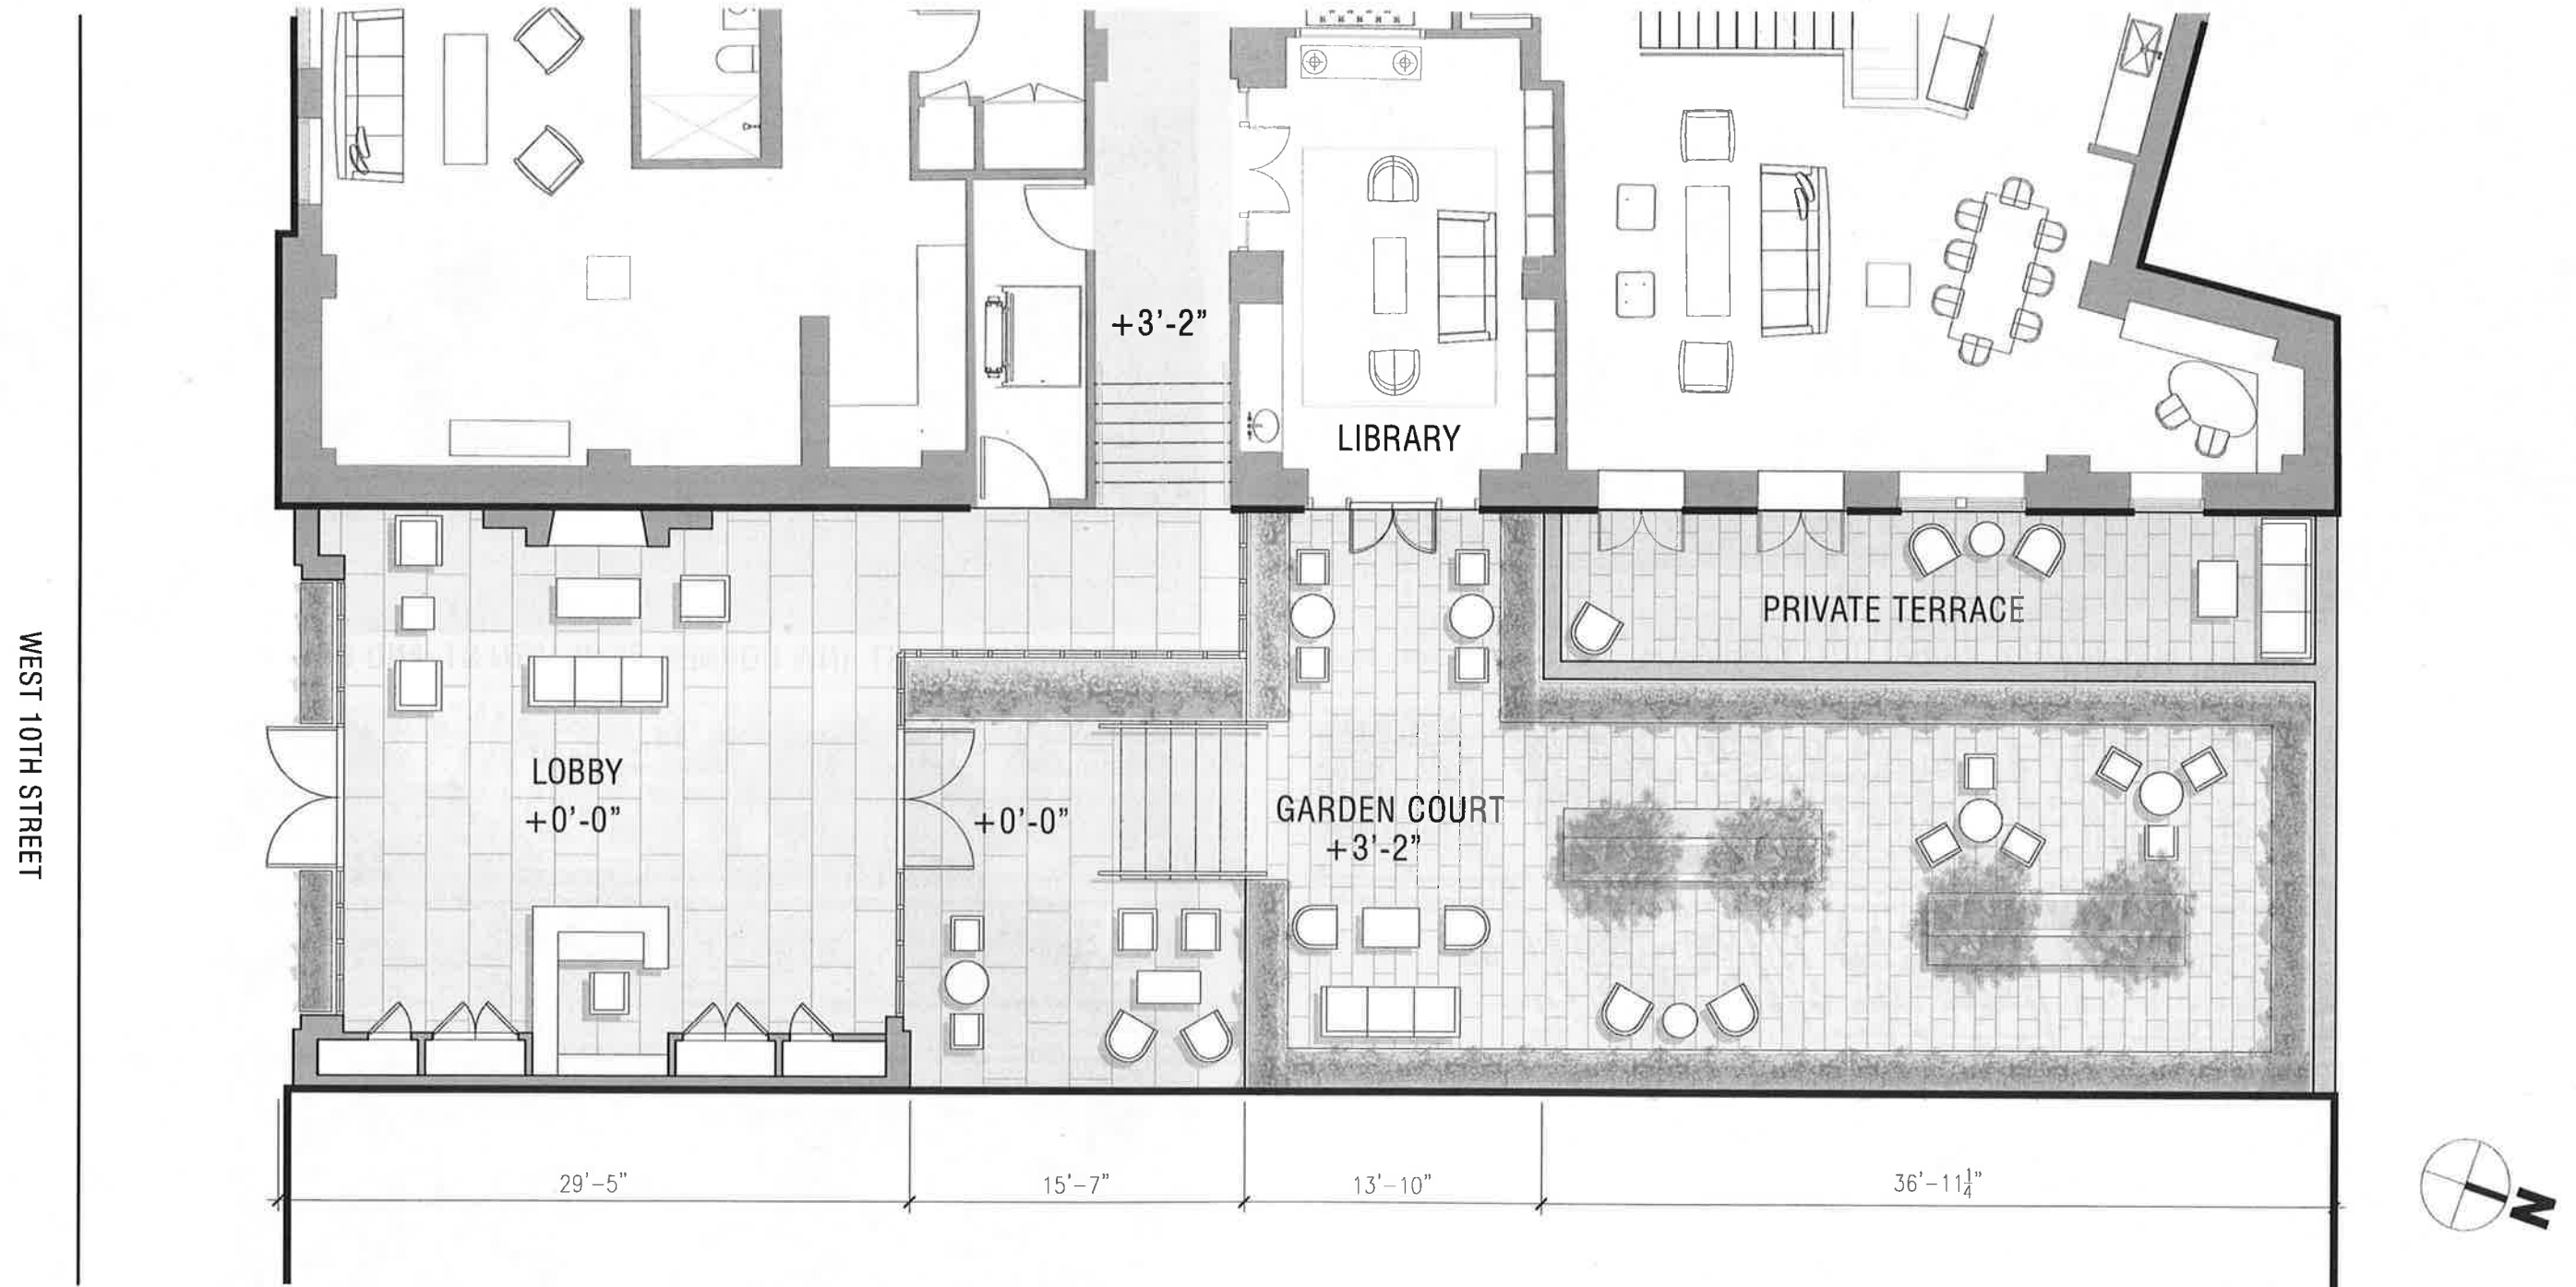 +3'-2"
LIBRARY
PRIVATE TERRACE
WEST 10TH STREET
LOBBY
+0'-0"
+0'-0"
GARDEN COURT
+3'-2"
29'-5"
15'-7"
13'-10"
36'-11¼"
N